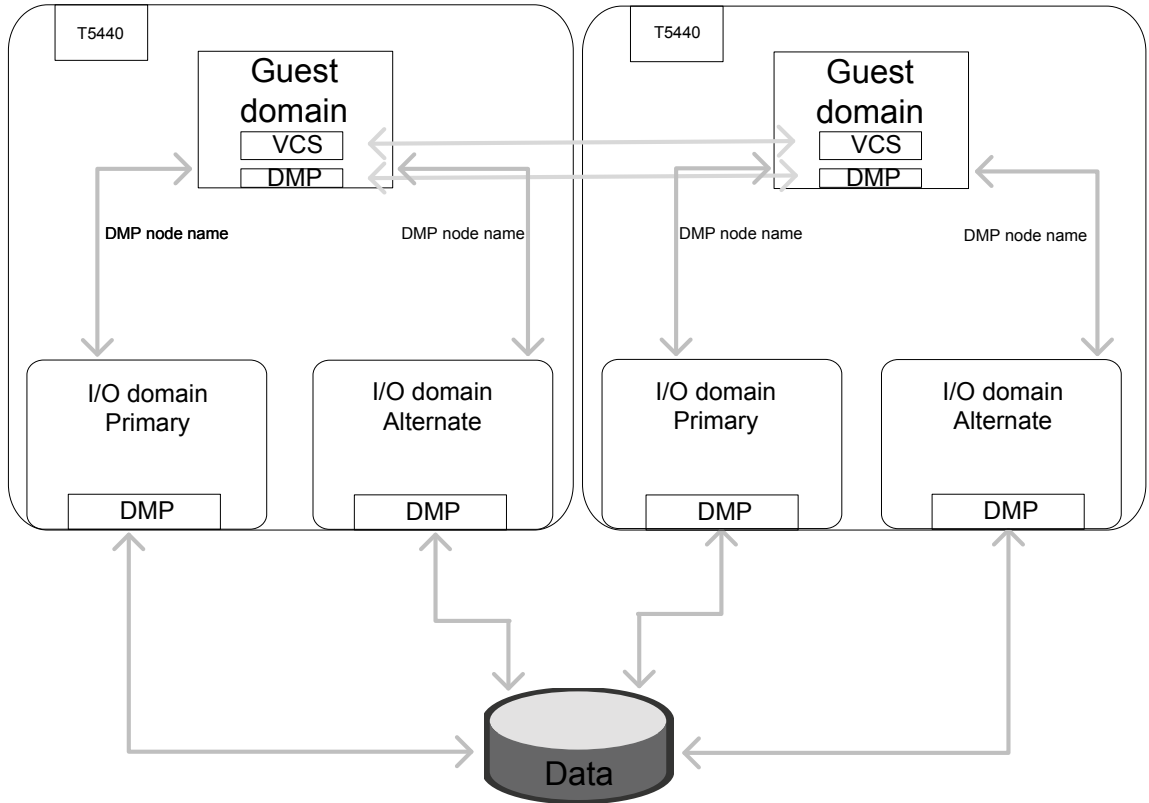 T5440
T5440
Guest
domain
VCS
DMP
Guest
domain
VCS
DMP
DMP node name
DMP node name
DMP node name
DMP node name
I/O domain
Primary
DMP
I/O domain
Alternate
DMP
I/O domain
Primary
DMP
I/O domain
Alternate
DMP
Data